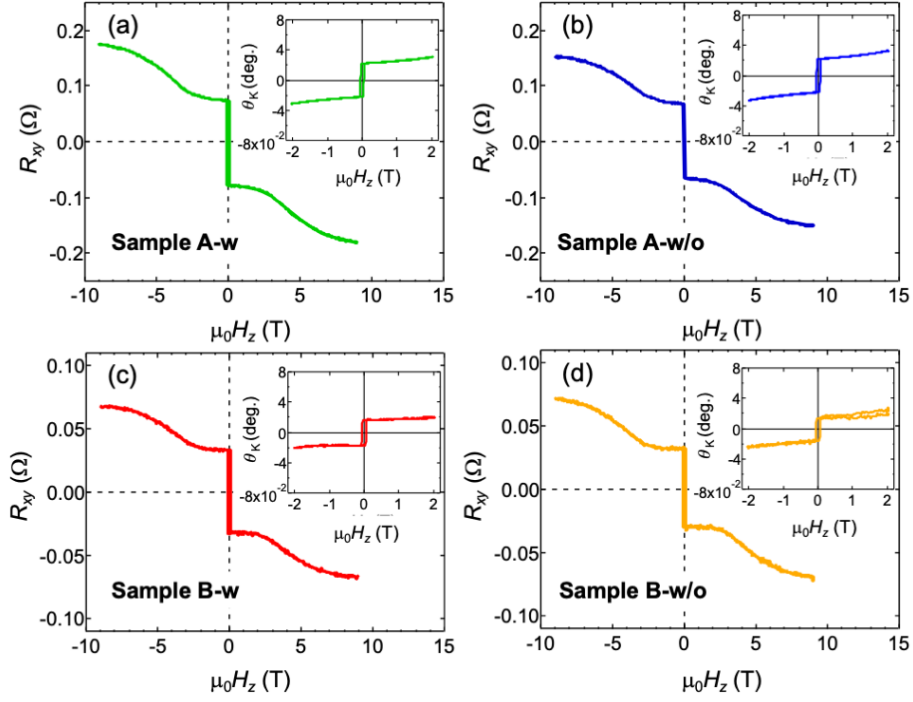 (a)
0.2
0.1
0.0
-0.1
-0.2
R_xy (Ω)
-10 -5 0 5 10 15
μ₀H_z (T)
Sample A-w
8
4
0
-4
-8x10^-2
θ_K (deg.)
-2 -1 0 1 2
μ₀H_z (T)
(b)
0.2
0.1
0.0
-0.1
-0.2
R_xy (Ω)
-10 -5 0 5 10 15
μ₀H_z (T)
Sample A-w/o
8
4
0
-4
-8x10^-2
θ_K (deg.)
-2 -1 0 1 2
μ₀H_z (T)
(c)
0.10
0.05
0.00
-0.05
-0.10
R_xy (Ω)
-10 -5 0 5 10 15
μ₀H_z (T)
Sample B-w
8
4
0
-4
-8x10^-2
θ_K (deg.)
-2 -1 0 1 2
μ₀H_z (T)
(d)
0.10
0.05
0.00
-0.05
-0.10
R_xy (Ω)
-10 -5 0 5 10 15
μ₀H_z (T)
Sample B-w/o
8
4
0
-4
-8x10^-2
θ_K (deg.)
-2 -1 0 1 2
μ₀H_z (T)